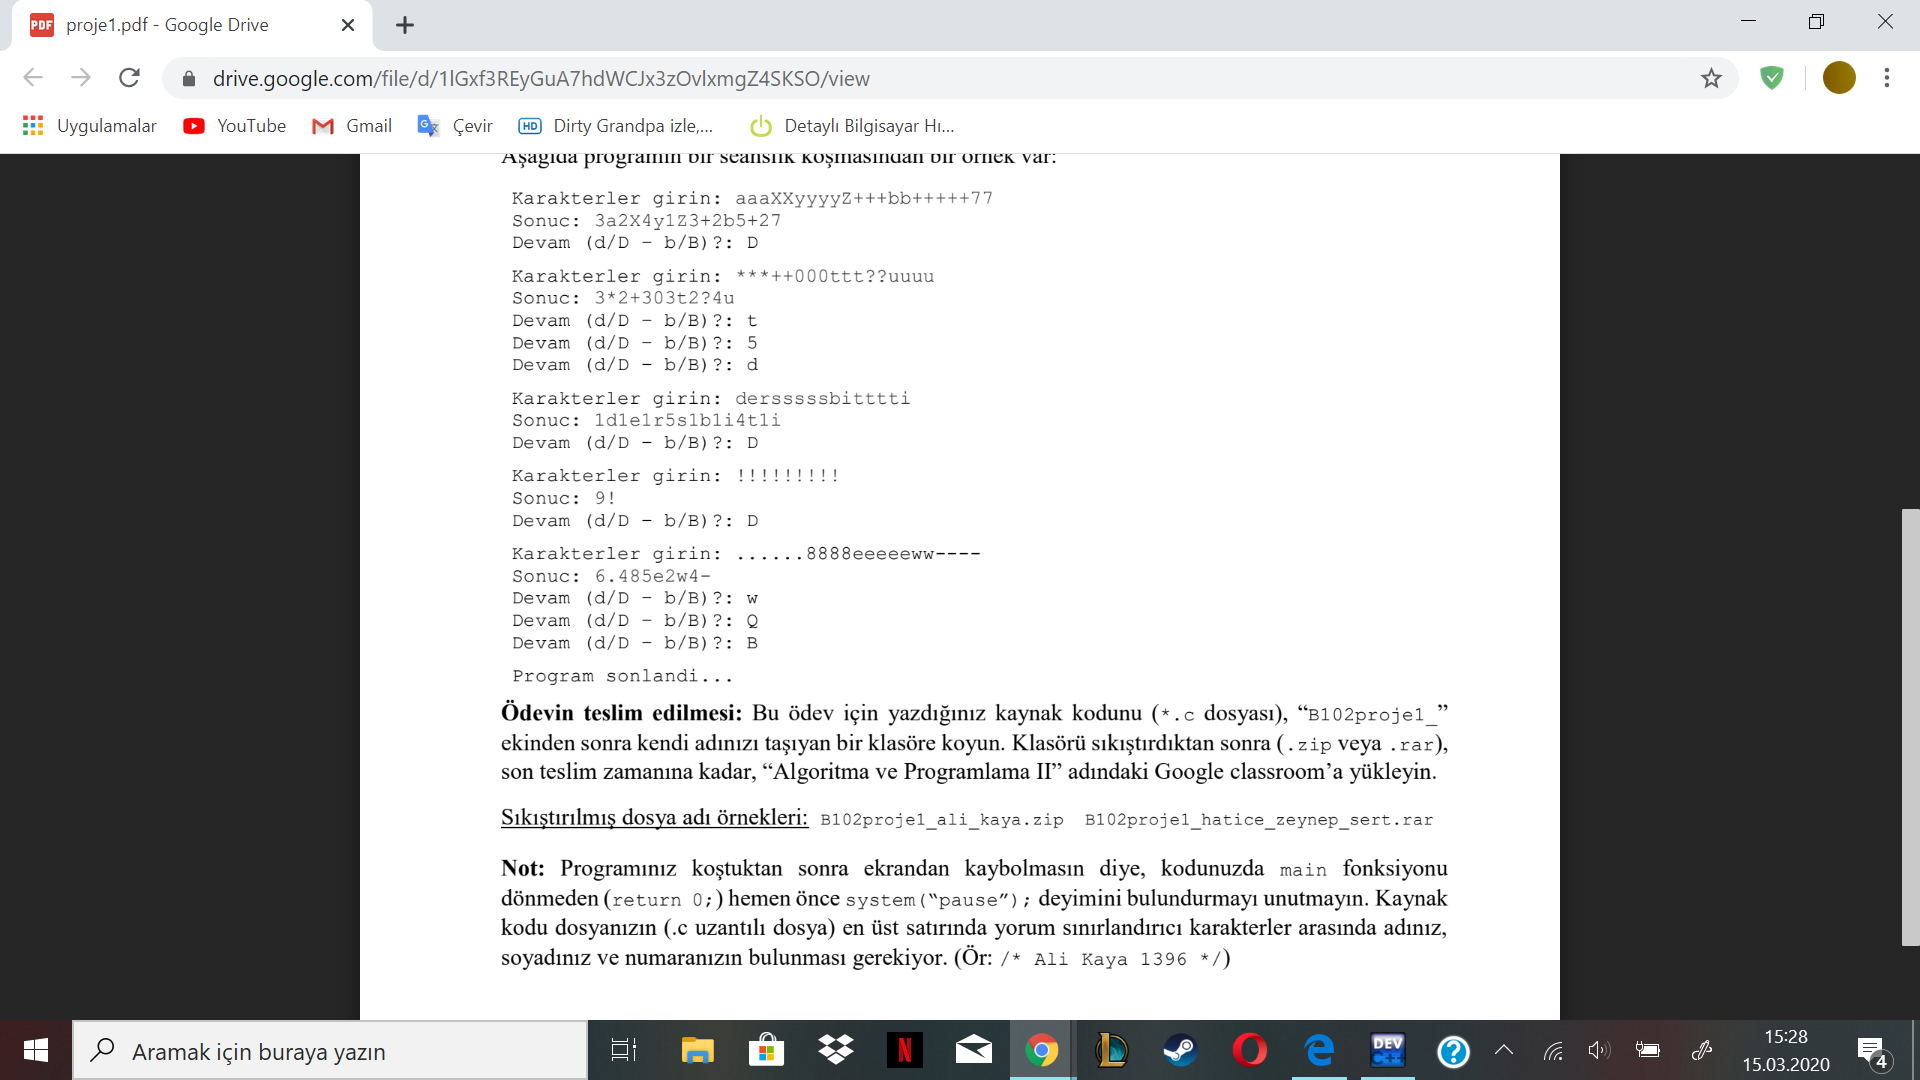 proje1.pdf - Google Drive
drive.google.com/file/d/1lGxf3REyGuA7hdWCJx3zOvlxmgZ4SKSO/view
Uygulamalar YouTube Gmail Çevir Dirty Grandpa izle,... Detaylı Bilgisayar Hı...
Aşağıda programın bir seanslık koşmasından bir örnek var:
Karakterler girin: aaaXXyyyyZ+++bb+++++77
Sonuc: 3a2X4y1Z3+2b5+27
Devam (d/D - b/B)?: D
Karakterler girin: ***++000ttt??uuuu
Sonuc: 3*2+303t2?4u
Devam (d/D - b/B)?: t
Devam (d/D - b/B)?: 5
Devam (d/D - b/B)?: d
Karakterler girin: dersssssbitttti
Sonuc: 1d1e1r5s1b1i4t1i
Devam (d/D - b/B)?: D
Karakterler girin: !!!!!!!!!
Sonuc: 9!
Devam (d/D - b/B)?: D
Karakterler girin: ......8888eeeeeww----
Sonuc: 6.485e2w4-
Devam (d/D - b/B)?: w
Devam (d/D - b/B)?: Q
Devam (d/D - b/B)?: B
Program sonlandi...
Ödevin teslim edilmesi: Bu ödev için yazdığınız kaynak kodunu (*.c dosyası), “B102proje1_”
ekinden sonra kendi adınızı taşıyan bir klasöre koyun. Klasörü sıkıştırdıktan sonra (.zip veya .rar),
son teslim zamanına kadar, “Algoritma ve Programlama II” adındaki Google classroom’a yükleyin.
Sıkıştırılmış dosya adı örnekleri: B102proje1_ali_kaya.zip B102proje1_hatice_zeynep_sert.rar
Not: Programınız koştuktan sonra ekrandan kaybolmasın diye, kodunuzda main fonksiyonu
dönmeden (return 0;) hemen önce system(“pause”); deyimini bulundurmayı unutmayın. Kaynak
kodu dosyanızın (.c uzantılı dosya) en üst satırında yorum sınırlandırıcı karakterler arasında adınız,
soyadınız ve numaranızın bulunması gerekiyor. (Ör: /* Ali Kaya 1396 */)
Aramak için buraya yazın
DEV C++
15:28
15.03.2020
4